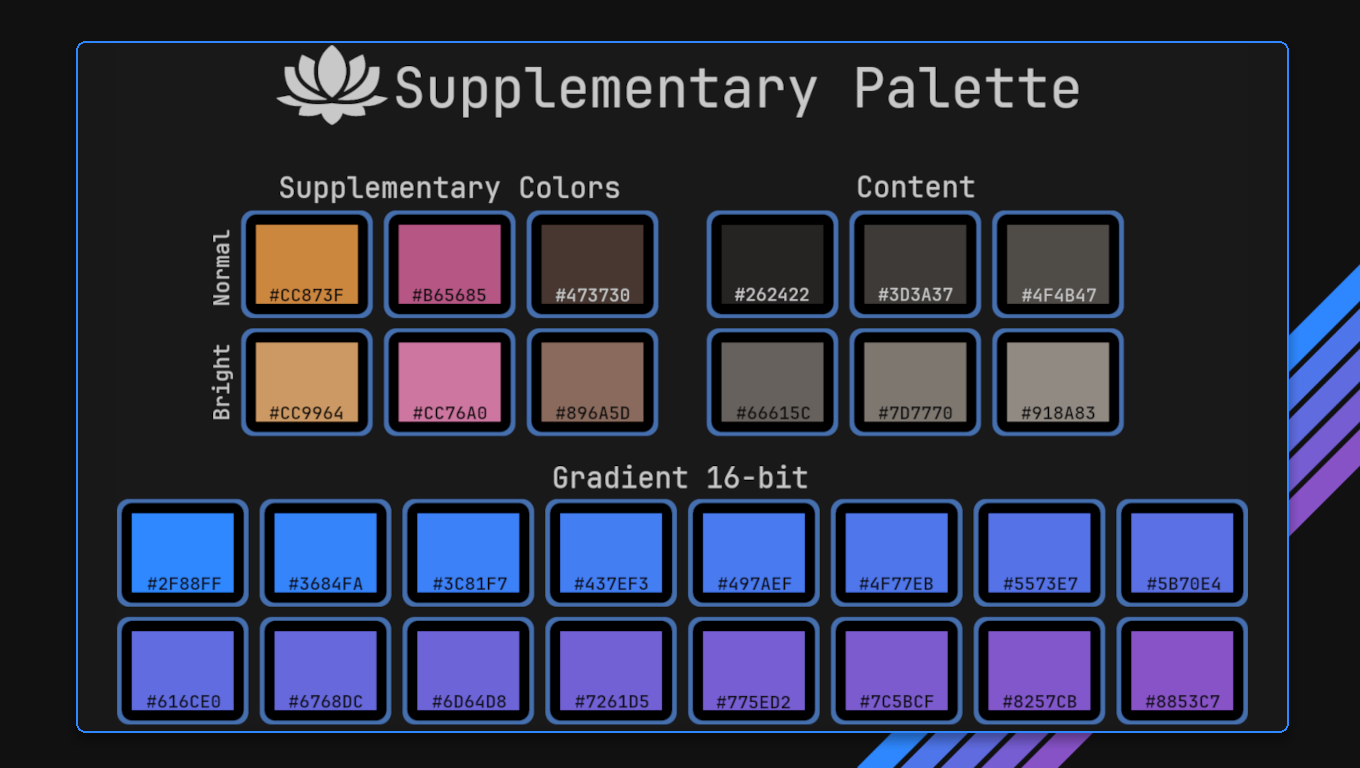 Supplementary Palette
Supplementary Colors
Content
Normal
#CC873F #B65685 #473730 #262422 #3D3A37 #4F4B47
Bright
#CC9964 #CC76A0 #896A5D #66615C #7D7770 #918A83
Gradient 16-bit
#2F88FF #3684FA #3C81F7 #437EF3 #497AEF #4F77EB #5573E7 #5B70E4
#616CE0 #6768DC #6D64D8 #7261D5 #775ED2 #7C5BCF #8257CB #8853C7